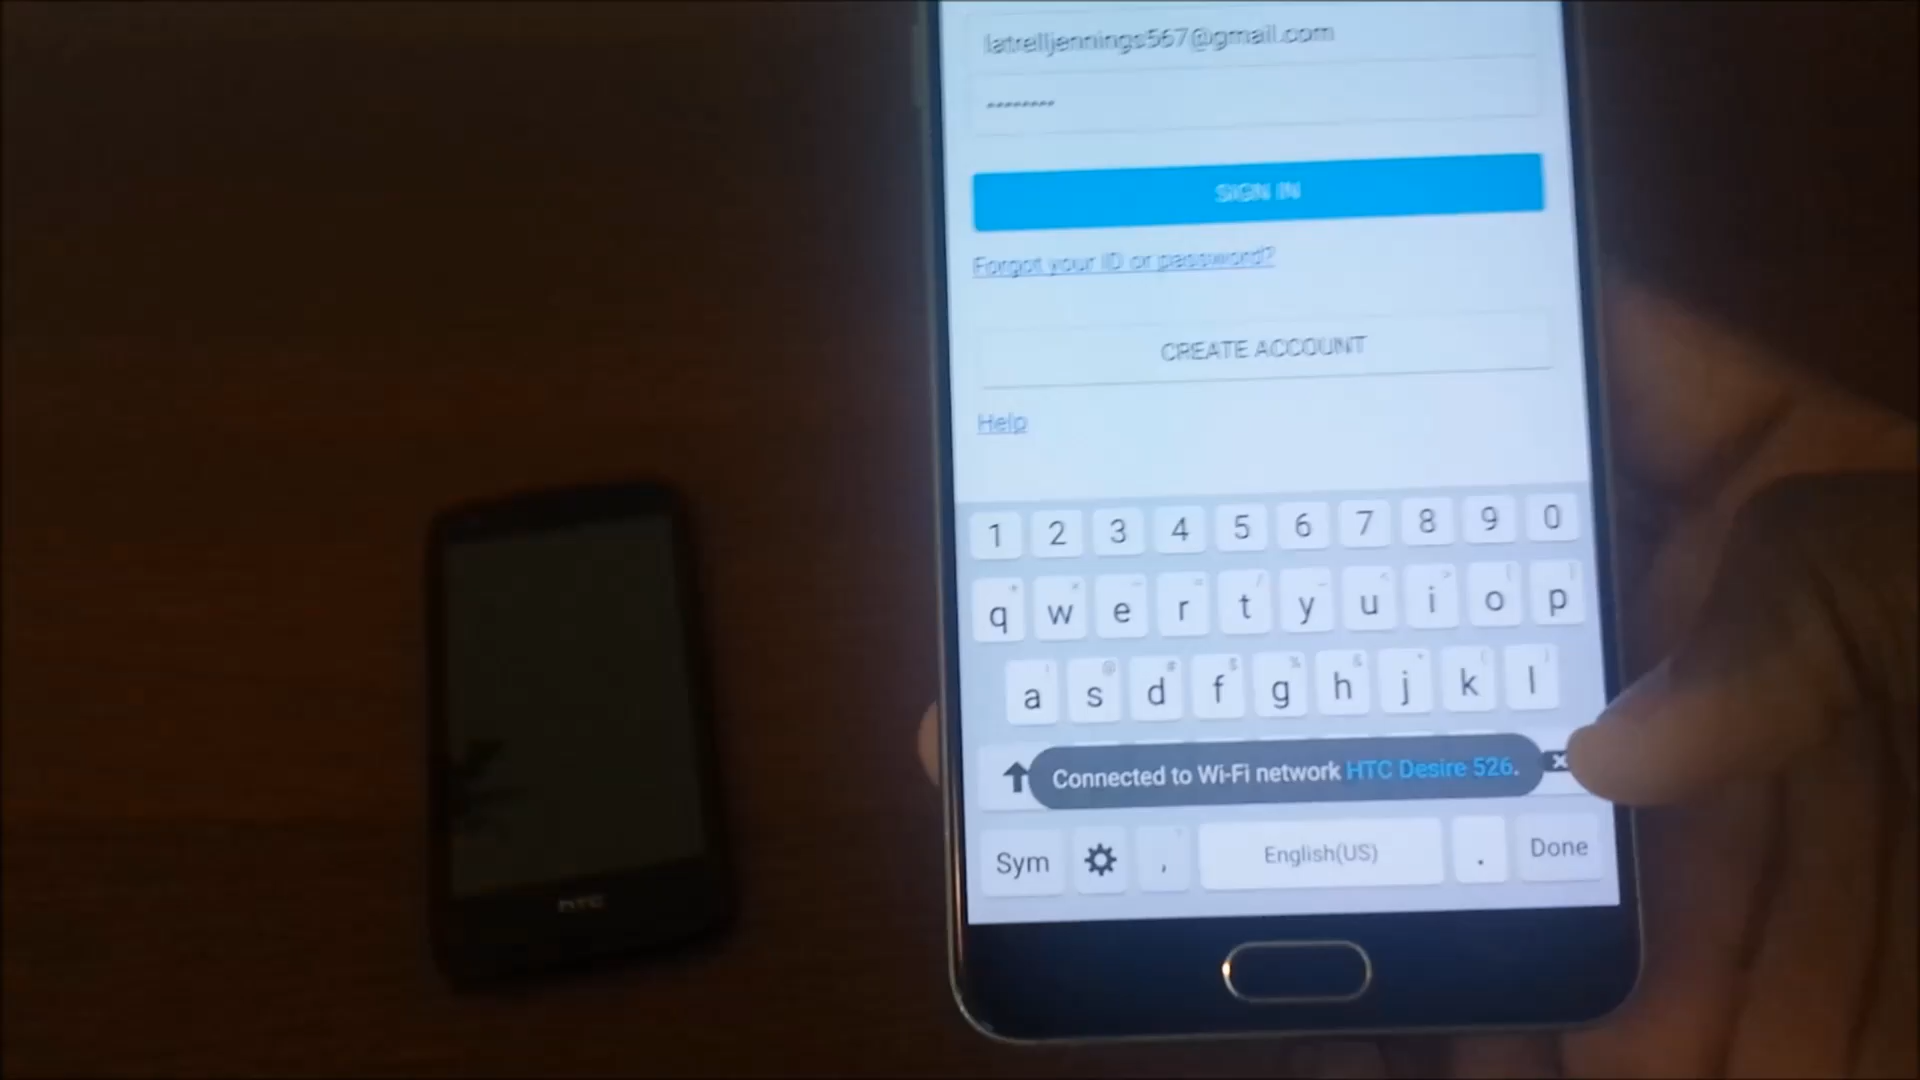 latrelljennings567@gmail.com
SIGN IN
Forgot your ID or password?
CREATE ACCOUNT
Help
1 2 3 4 5 6 7 8 9 0
q w e r t y u i o p
a s d f g h j k l
Connected to Wi-Fi network HTC Desire 526.
Sym , English(US) . Done
hTC